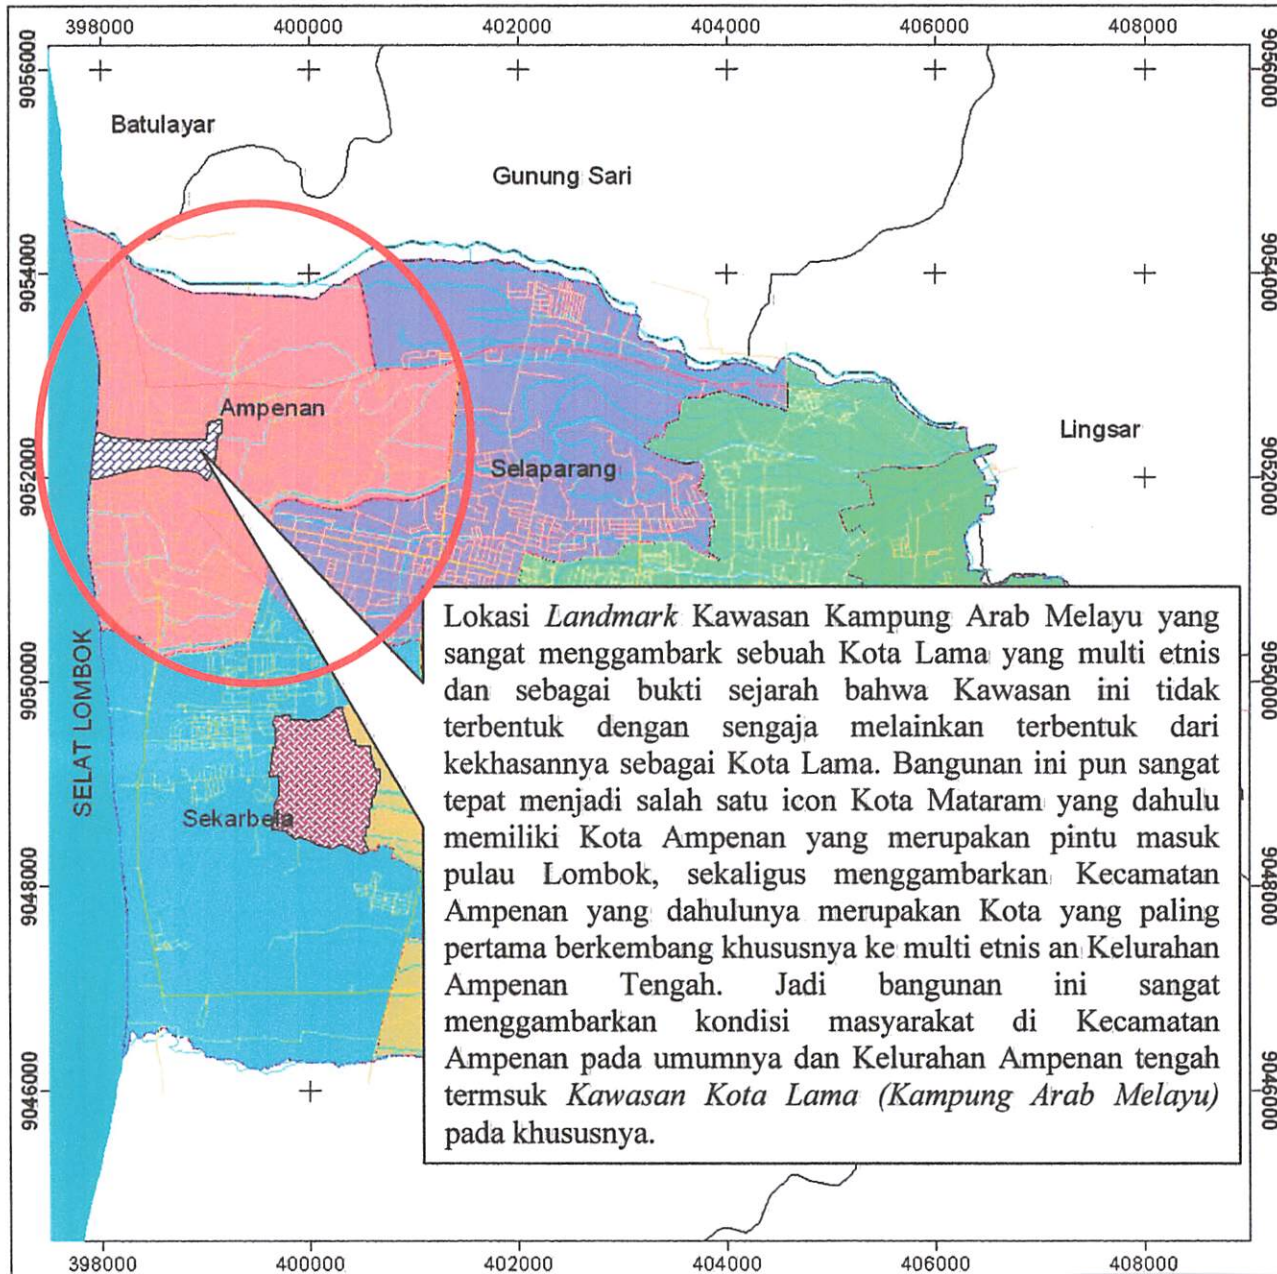 398000 400000 402000 404000 406000 408000
9056000
9056000
Batulayar
Gunung Sari
9054000
9054000
Ampenan
Lingsar
Selaparang
9052000
9052000
Lokasi Landmark Kawasan Kampung Arab Melayu yang
sangat menggambark sebuah Kota Lama yang multi etnis
dan sebagai bukti sejarah bahwa Kawasan ini tidak
terbentuk dengan sengaja melainkan terbentuk dari
kekhasannya sebagai Kota Lama. Bangunan ini pun sangat
tepat menjadi salah satu icon Kota Mataram yang dahulu
memiliki Kota Ampenan yang merupakan pintu masuk
pulau Lombok, sekaligus menggambarkan Kecamatan
Ampenan yang dahulunya merupakan Kota yang paling
pertama berkembang khususnya ke multi etnis an Kelurahan
Ampenan Tengah. Jadi bangunan ini sangat
menggambarkan kondisi masyarakat di Kecamatan
Ampenan pada umumnya dan Kelurahan Ampenan tengah
termsuk Kawasan Kota Lama (Kampung Arab Melayu)
pada khususnya.
9050000
9050000
SELAT LOMBOK
Sekarbela
9048000
9048000
9046000
9046000
398000 400000 402000 404000 406000 408000